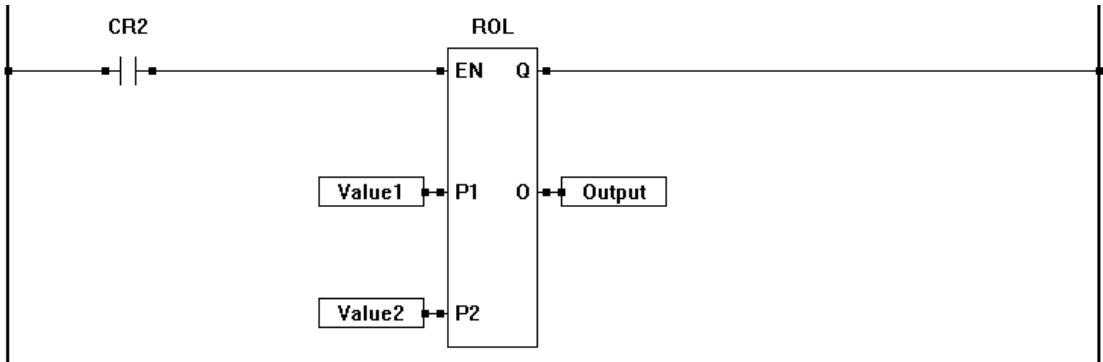 CR2 ROL
EN Q
Value1 P1 O Output
Value2 P2